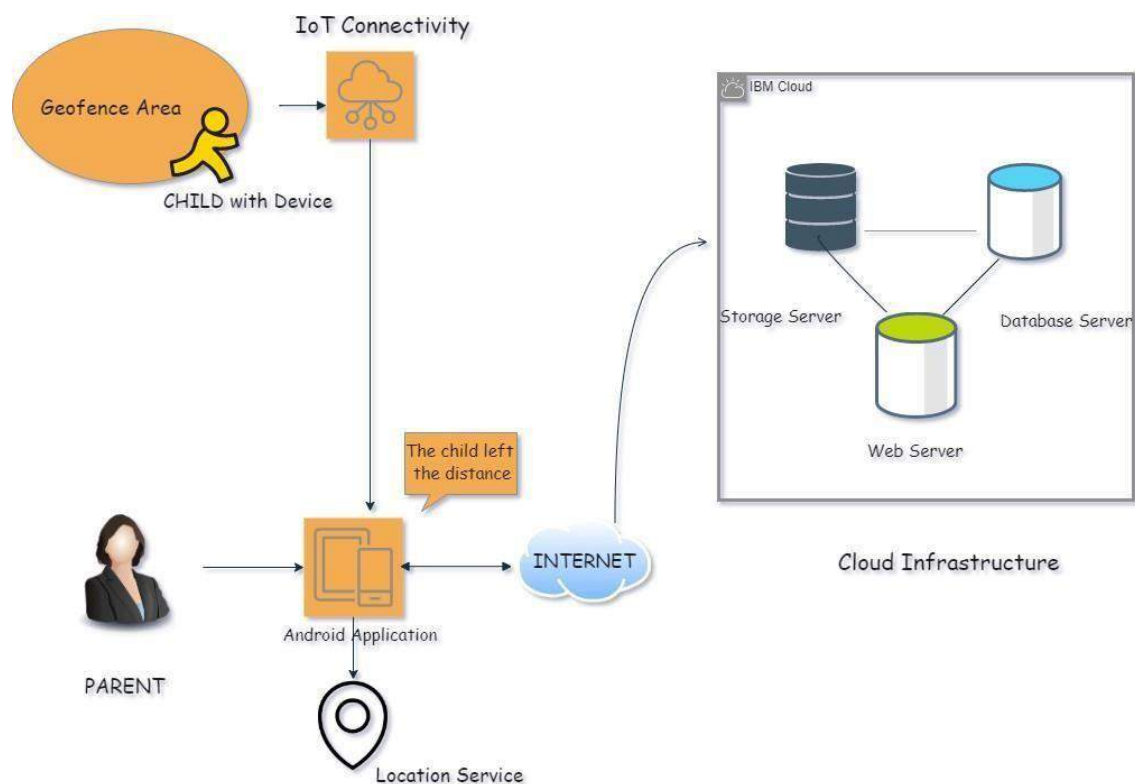 IoT Connectivity
Geofence Area
CHILD with Device
IBM Cloud
Storage Server
Database Server
Web Server
The child left
the distance
INTERNET
Cloud Infrastructure
Android Application
PARENT
Location Service